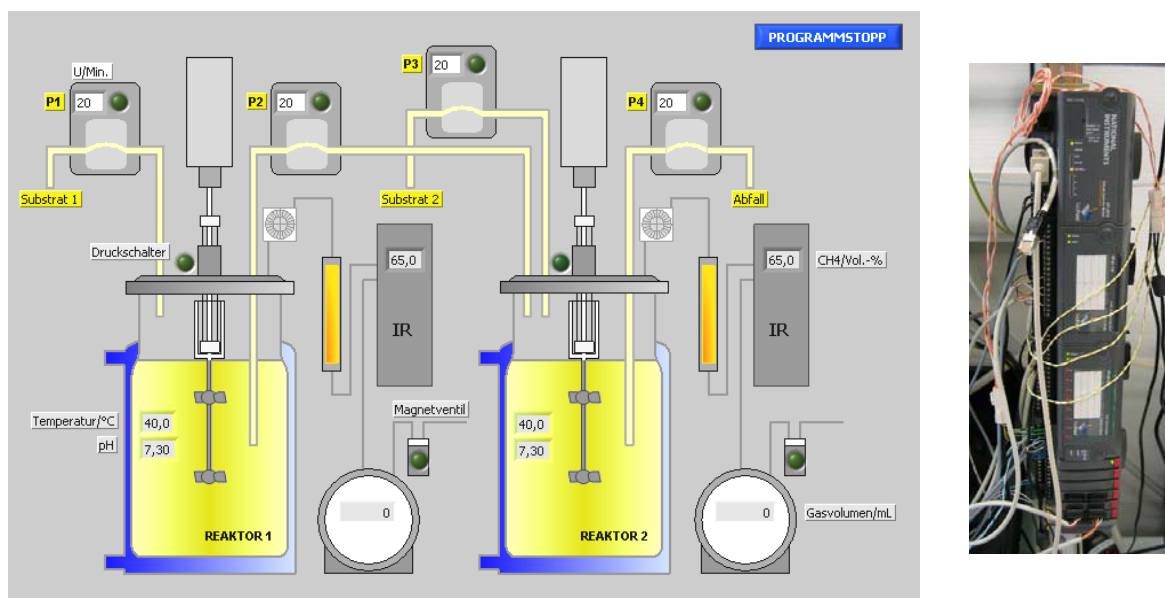 PROGRAMMSTOPP
P3 20
U/Min.
P1 20
P2 20
P4 20
Substrat 1
Substrat 2
Abfall
Druckschalter
65,0
65,0 CH4/Vol.-%
IR
IR
Magnetventil
Temperatur/°C 40,0
40,0
pH 7,30
7,30
0
0 Gasvolumen/mL
REAKTOR 1
REAKTOR 2
NATIONAL
INSTRUMENTS